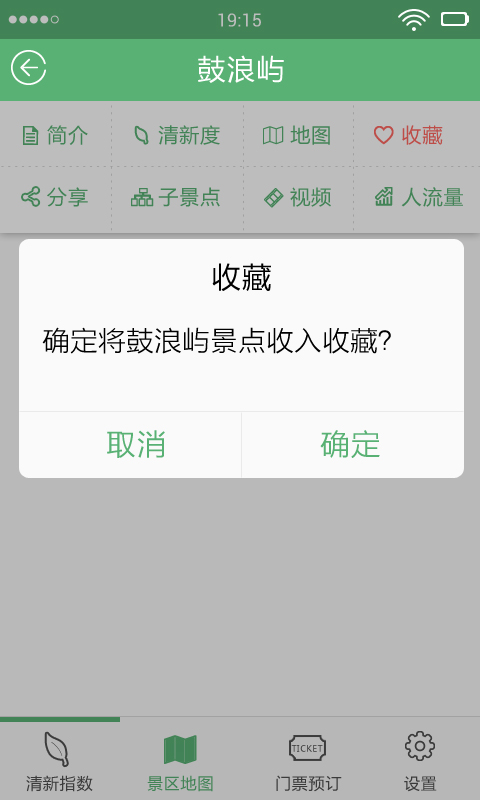 19:15
鼓浪屿
简介 清新度 地图 收藏
分享 子景点 视频 人流量
收藏
确定将鼓浪屿景点收入收藏?
取消 确定
TICKET
清新指数 景区地图 门票预订 设置